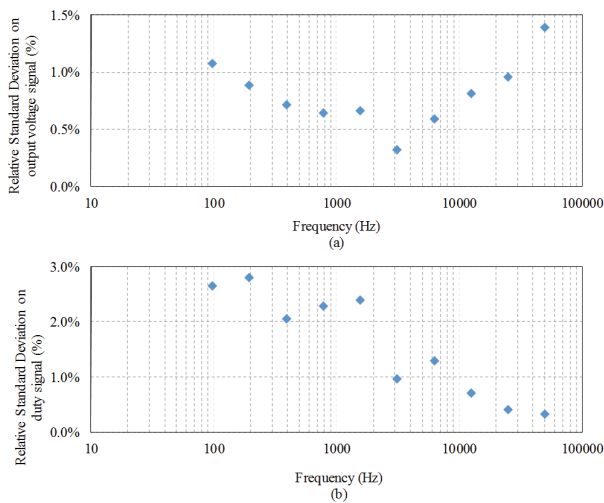 Relative Standard Deviation on
output voltage signal (%)
1.5%
1.0%
0.5%
0.0%
10 100 1000 10000 100000
Frequency (Hz)
(a)
Relative Standard Deviation on
duty signal (%)
3.0%
2.0%
1.0%
0.0%
10 100 1000 10000 100000
Frequency (Hz)
(b)